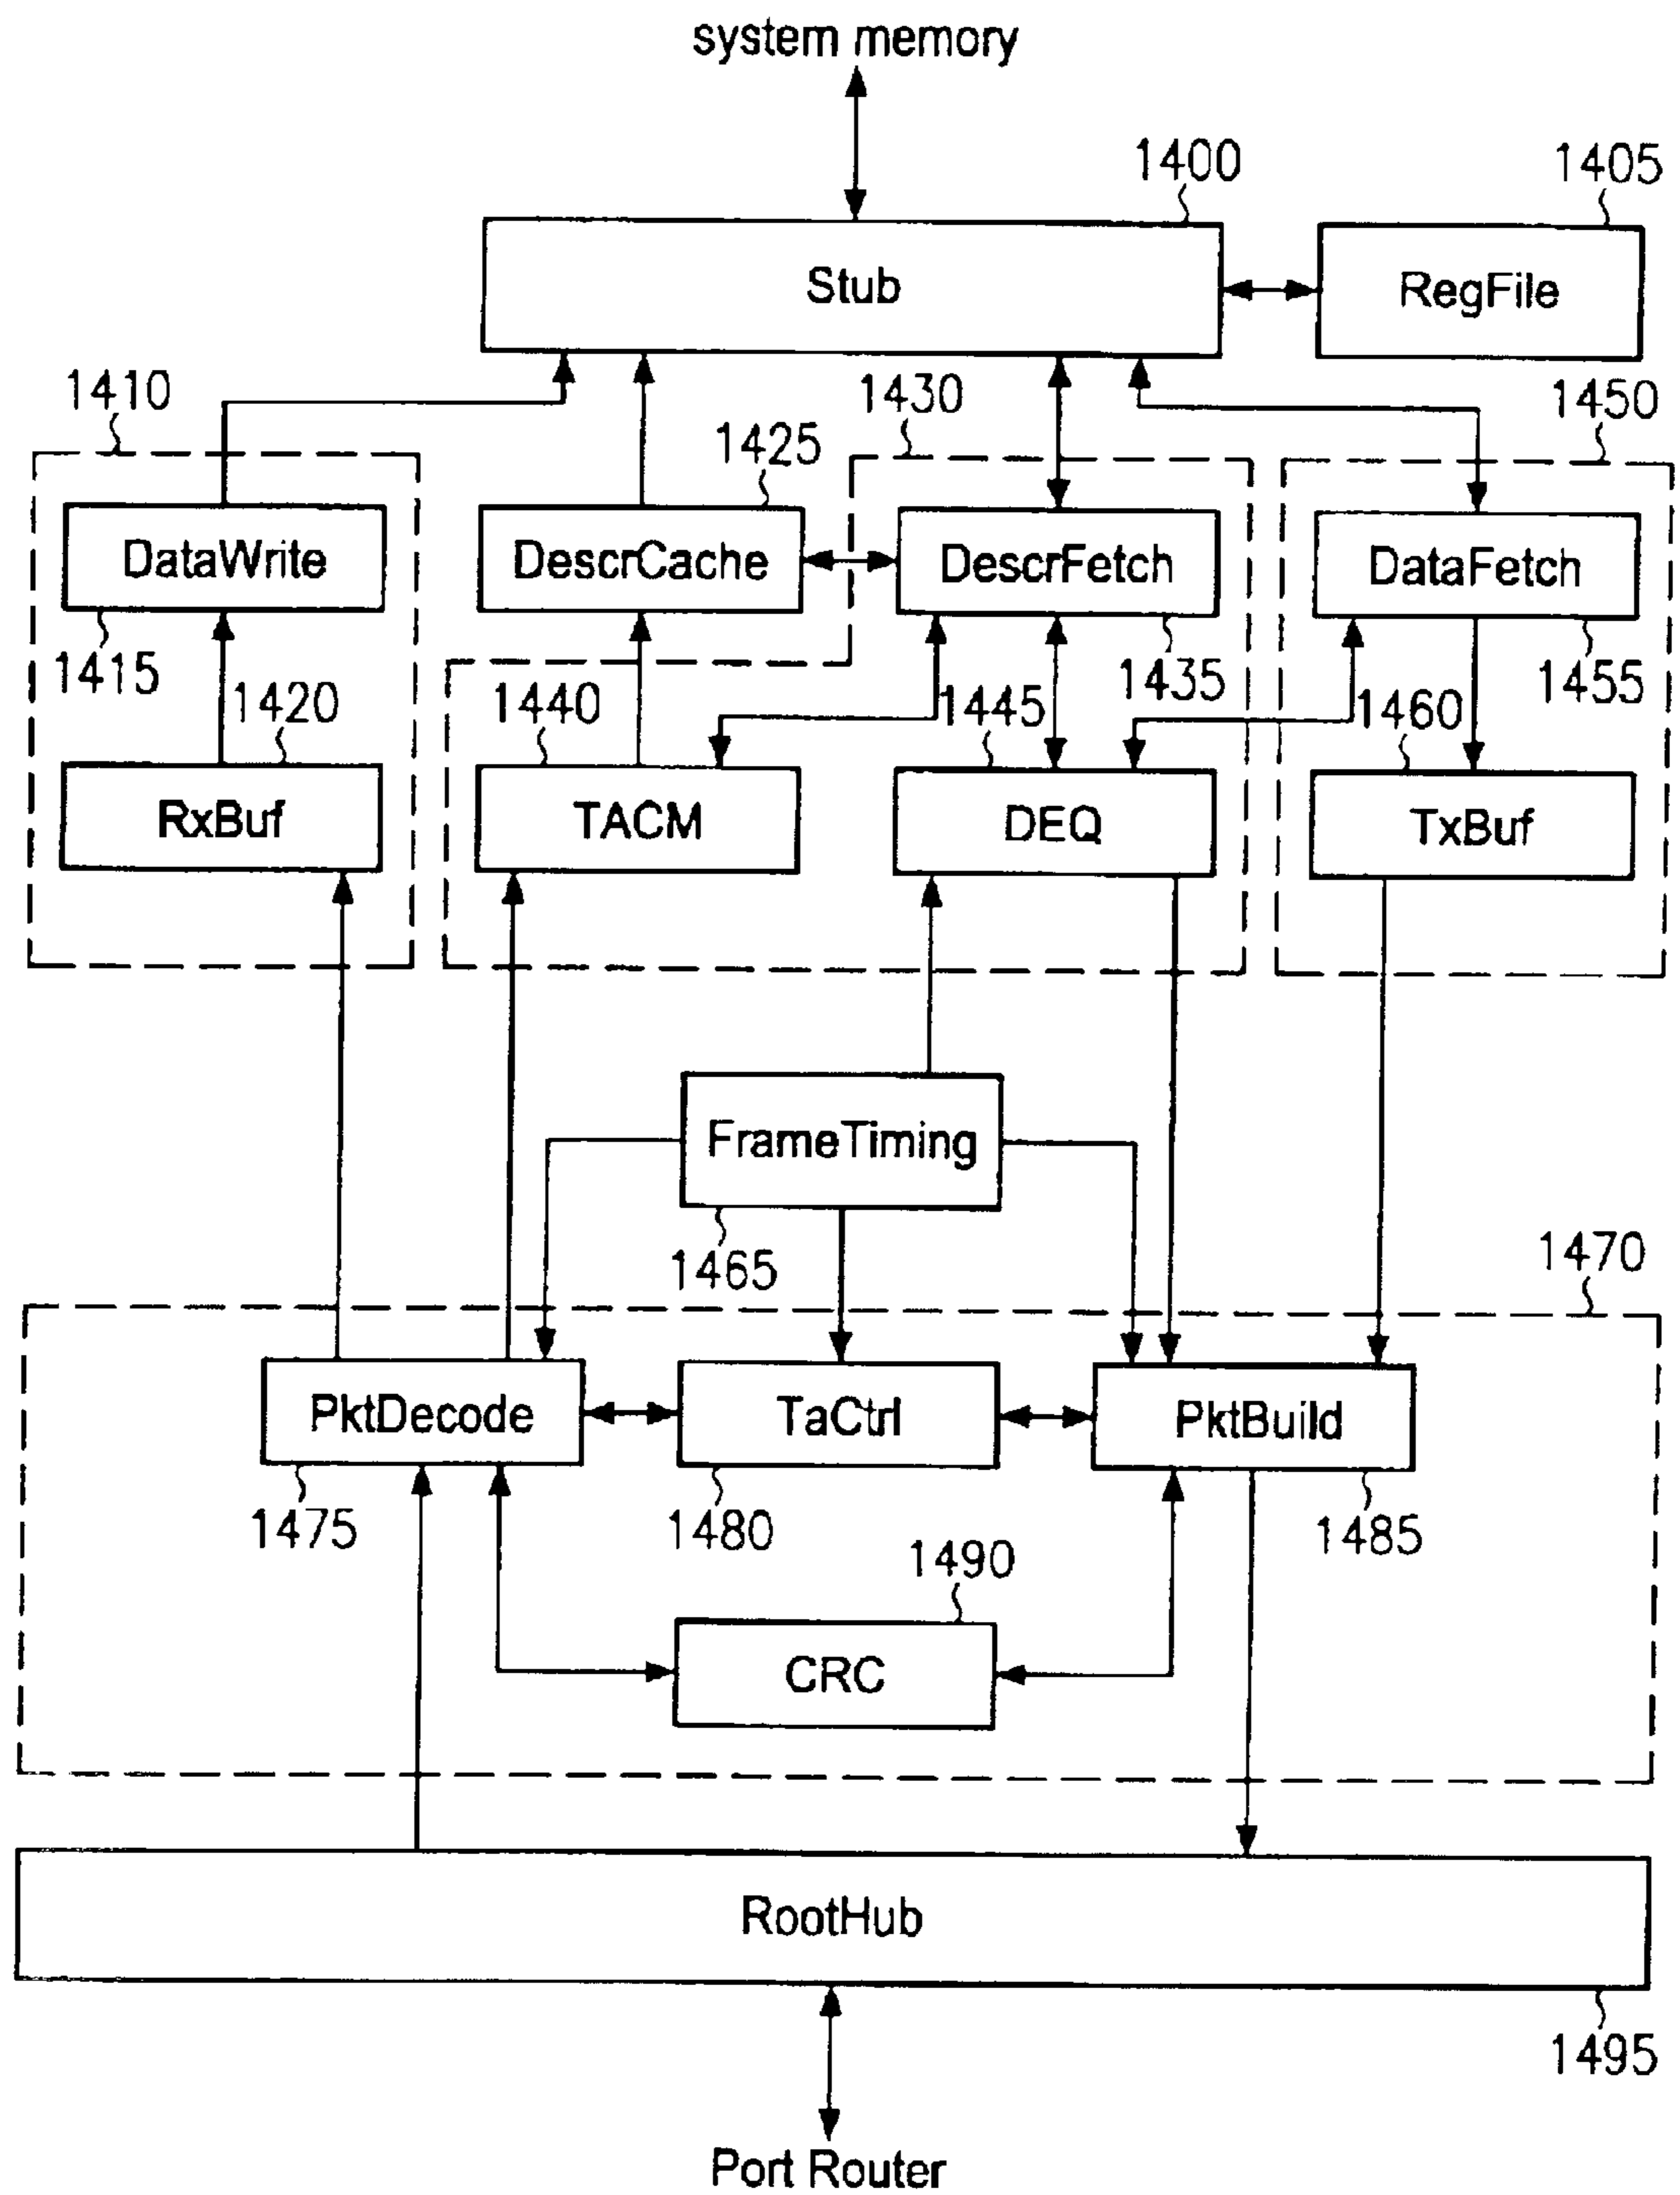 system memory
1400
1405
Stub
RegFile
1410
1430
1450
1425
DataWrite
DescrCache
DescrFetch
DataFetch
1415
1420
1440
1445
1435
1460
1455
RxBuf
TACM
DEQ
TxBuf
FrameTiming
1465
1470
PktDecode
TaCtrl
PktBuild
1475
1480
1485
1490
CRC
RootHub
1495
Port Router